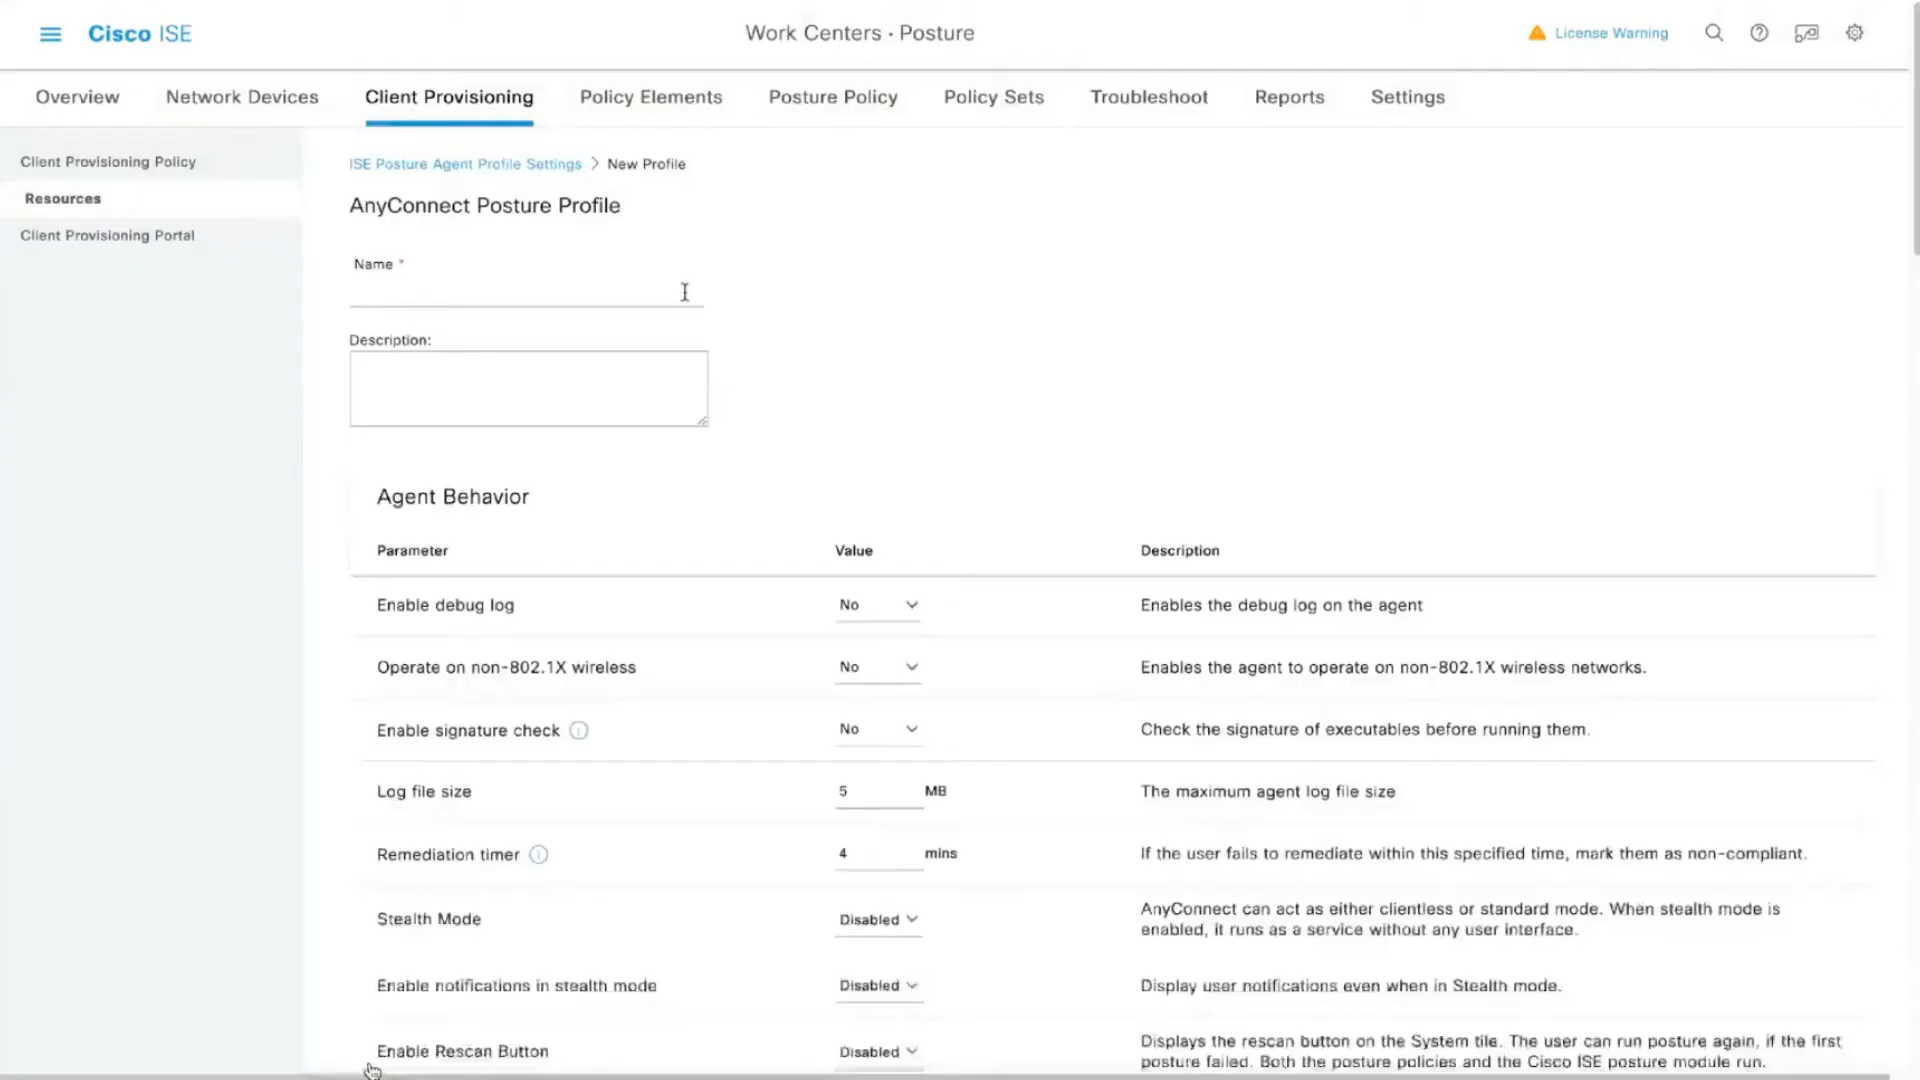 Cisco ISE
Work Centers · Posture
License Warning
Overview
Network Devices
Client Provisioning
Policy Elements
Posture Policy
Policy Sets
Troubleshoot
Reports
Settings
Client Provisioning Policy
Resources
Client Provisioning Portal
ISE Posture Agent Profile Settings > New Profile
AnyConnect Posture Profile
Name *
Description:
Agent Behavior
Parameter Value Description
Enable debug log No Enables the debug log on the agent
Operate on non-802.1X wireless No Enables the agent to operate on non-802.1X wireless networks.
Enable signature check No Check the signature of executables before running them.
Log file size 5 MB The maximum agent log file size
Remediation timer 4 mins If the user fails to remediate within this specified time, mark them as non-compliant.
Stealth Mode Disabled AnyConnect can act as either clientless or standard mode. When stealth mode is
enabled, it runs as a service without any user interface.
Enable notifications in stealth mode Disabled Display user notifications even when in Stealth mode.
Enable Rescan Button Disabled Displays the rescan button on the System tile. The user can run posture again, if the first
posture failed. Both the posture policies and the Cisco ISE posture module run.